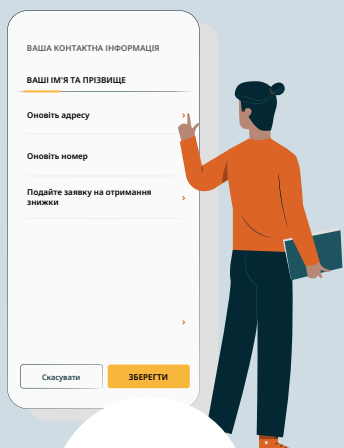 ВАША КОНТАКТНА ІНФОРМАЦІЯ
ВАШІ ІМ'Я ТА ПРІЗВИЩЕ
Оновіть адресу
Оновіть номер
Подайте заявку на отримання
знижки
Скасувати
ЗБЕРЕГТИ